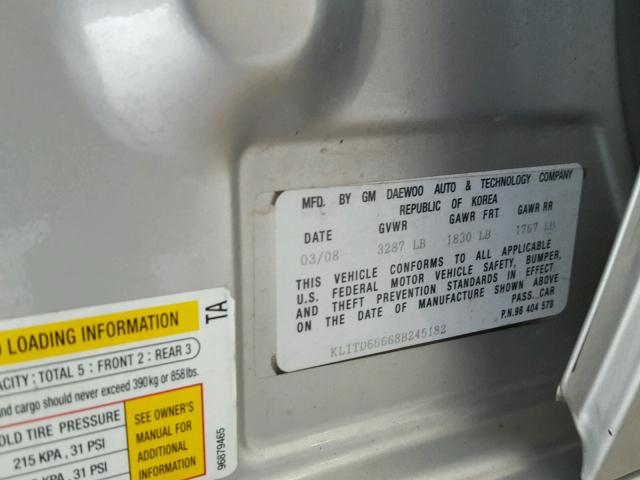 MFD. BY GM DAEWOO AUTO & TECHNOLOGY COMPANY
REPUBLIC OF KOREA
DATE GVWR GAWR FRT GAWR RR
03/08 3287 LB 1830 LB 1767 LB
THIS VEHICLE CONFORMS TO ALL APPLICABLE
U.S. FEDERAL MOTOR VEHICLE SAFETY, BUMPER,
AND THEFT PREVENTION STANDARDS IN EFFECT
ON THE DATE OF MANUFACTURE SHOWN ABOVE
PASS. CAR
P.N.96 404 579
KL1TD66668B245182
TA
LOADING INFORMATION
ACITY : TOTAL 5 : FRONT 2 : REAR 3
and cargo should never exceed 390 kg or 858 lbs.
OLD TIRE PRESSURE
215 KPA , 31 PSI
KPA , 31 PSI
SEE OWNER'S
MANUAL FOR
ADDITIONAL
INFORMATION
96879465